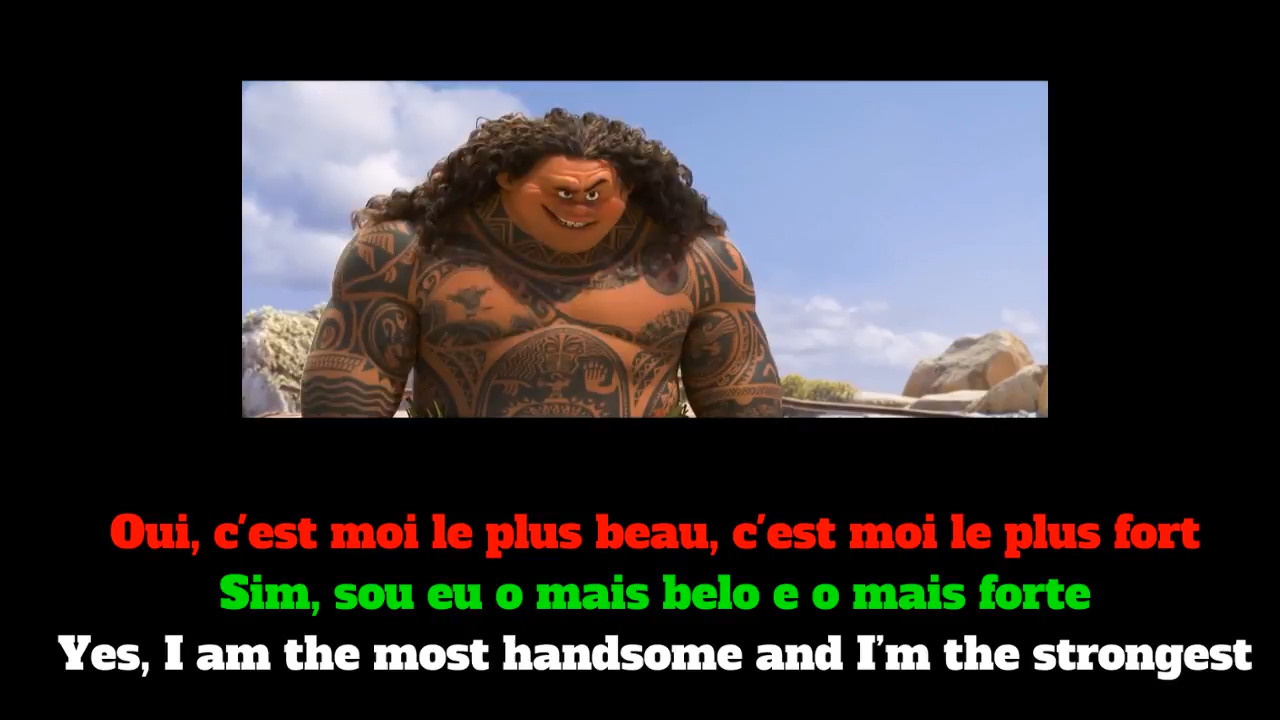 Oui, c'est moi le plus beau, c'est moi le plus fort
Sim, sou eu o mais belo e o mais forte
Yes, I am the most handsome and I'm the strongest